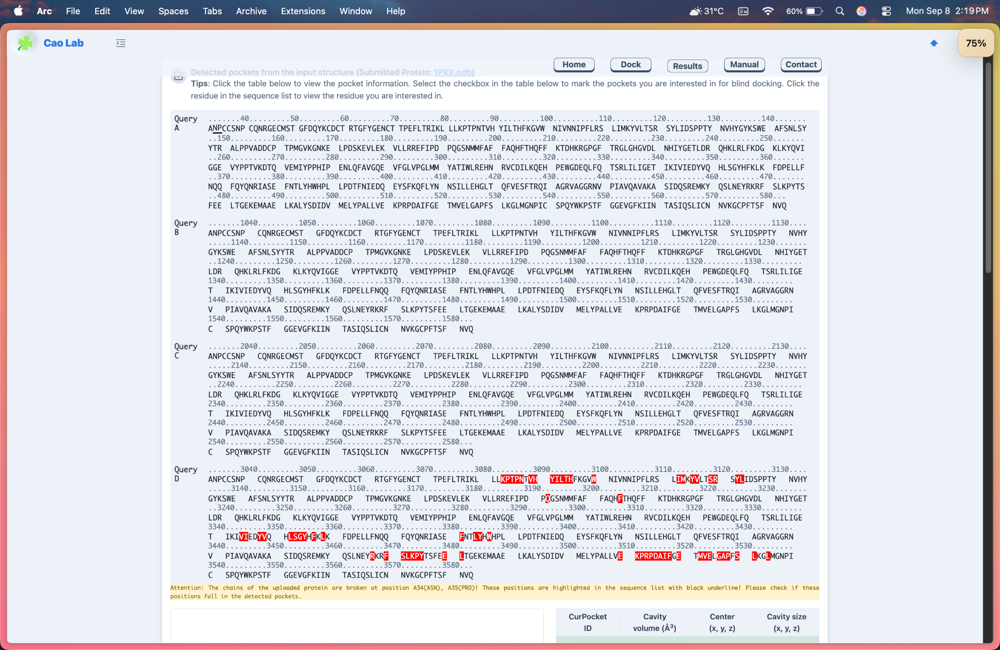 Arc File Edit View Spaces Tabs Archive Extensions Window Help 31°C 60% Mon Sep 8 2:19 PM
Cao Lab 75%
Home Dock Results Manual Contact
Detected pockets from the input structure (Submitted Protein: 1PXX.pdb)
Tips: Click the table below to view the pocket information. Select the checkbox in the table below to mark the pockets you are interested in for blind docking. Click the
residue in the sequence list to view the residue you are interested in.
Query .......40.........50.........60.........70.........80.........90.........100.........110.........120.........130.........140.......
A ANPCCSNP CQNRGECMST GFDQYKCDCT RTGFYGENCT TPEFLTRIKL LLKPTPNTVH YILTHFKGVW NIVNNIPFLRS LIMKYVLTSR SYLIDSPPTY NVHYGYKSWE AFSNLSY
..150.........160.........170.........180.........190.........200.........210.........220.........230.........240.........250.......
YTR ALPPVADDCP TPMGVKGNKE LPDSKEVLEK VLLRREFIPD PQGSNMMFAF FAQHFTHQFF KTDHKRGPGF TRGLGHGVDL NHIYGETLDR QHKLRLFKDG KLKYQVI
..260.........270.........280.........290.........300.........310.........320.........330.........340.........350.........360.......
GGE VYPPTVKDTQ VEMIYPPHIP ENLQFAVGQE VFGLVPGLMM YATIWLREHN RVCDILKQEH PEWGDEQLFQ TSRLILIGET IKIVIEDYVQ HLSGYHFKLK FDPELLF
..370.........380.........390.........400.........410.........420.........430.........440.........450.........460.........470.......
NQQ FQYQNRIASE FNTLYHWHPL LPDTFNIEDQ EYSFKQFLYN NSILLEHGLT QFVESFTRQI AGRVAGGRNV PIAVQAVAKA SIDQSREMKY QSLNEYRKRF SLKPYTS
..480.........490.........500.........510.........520.........530.........540.........550.........560.........570.........580...
FEE LTGEKEMAAE LKALYSDIDV MELYPALLVE KPRPDAIFGE TMVELGAPFS LKGLMGNPIC SPQYWKPSTF GGEVGFKIIN TASIQSLICN NVKGCPFTSF NVQ
Query .......1040.........1050.........1060.........1070.........1080.........1090.........1100.........1110.........1120.........1130....
B ANPCCSNP CQNRGECMST GFDQYKCDCT RTGFYGENCT TPEFLTRIKL LLKPTPNTVH YILTHFKGVW NIVNNIPFLRS LIMKYVLTSR SYLIDSPPTY NVHY
.....1140.........1150.........1160.........1170.........1180.........1190.........1200.........1210.........1220.........1230.......
GYKSWE AFSNLSYYTR ALPPVADDCP TPMGVKGNKE LPDSKEVLEK VLLRREFIPD PQGSNMMFAF FAQHFTHQFF KTDHKRGPGF TRGLGHGVDL NHIYGET
..1240.........1250.........1260.........1270.........1280.........1290.........1300.........1310.........1320.........1330.........
LDR QHKLRLFKDG KLKYQVIGGE VYPPTVKDTQ VEMIYPPHIP ENLQFAVGQE VFGLVPGLMM YATIWLREHN RVCDILKQEH PEWGDEQLFQ TSRLILIGE
1340.........1350.........1360.........1370.........1380.........1390.........1400.........1410.........1420.........1430.........
T IKIVIEDYVQ HLSGYHFKLK FDPELLFNQQ FQYQNRIASE FNTLYHWHPL LPDTFNIEDQ EYSFKQFLYN NSILLEHGLT QFVESFTRQI AGRVAGGRN
1440.........1450.........1460.........1470.........1480.........1490.........1500.........1510.........1520.........1530.........
V PIAVQAVAKA SIDQSREMKY QSLNEYRKRF SLKPYTSFEE LTGEKEMAAE LKALYSDIDV MELYPALLVE KPRPDAIFGE TMVELGAPFS LKGLMGNPI
1540.........1550.........1560.........1570.........1580...
C SPQYWKPSTF GGEVGFKIIN TASIQSLICN NVKGCPFTSF NVQ
Query .......2040.........2050.........2060.........2070.........2080.........2090.........2100.........2110.........2120.........2130....
C ANPCCSNP CQNRGECMST GFDQYKCDCT RTGFYGENCT TPEFLTRIKL LLKPTPNTVH YILTHFKGVW NIVNNIPFLRS LIMKYVLTSR SYLIDSPPTY NVHY
.....2140.........2150.........2160.........2170.........2180.........2190.........2200.........2210.........2220.........2230.......
GYKSWE AFSNLSYYTR ALPPVADDCP TPMGVKGNKE LPDSKEVLEK VLLRREFIPD PQGSNMMFAF FAQHFTHQFF KTDHKRGPGF TRGLGHGVDL NHIYGET
..2240.........2250.........2260.........2270.........2280.........2290.........2300.........2310.........2320.........2330.........
LDR QHKLRLFKDG KLKYQVIGGE VYPPTVKDTQ VEMIYPPHIP ENLQFAVGQE VFGLVPGLMM YATIWLREHN RVCDILKQEH PEWGDEQLFQ TSRLILIGE
2340.........2350.........2360.........2370.........2380.........2390.........2400.........2410.........2420.........2430.........
T IKIVIEDYVQ HLSGYHFKLK FDPELLFNQQ FQYQNRIASE FNTLYHWHPL LPDTFNIEDQ EYSFKQFLYN NSILLEHGLT QFVESFTRQI AGRVAGGRN
2440.........2450.........2460.........2470.........2480.........2490.........2500.........2510.........2520.........2530.........
V PIAVQAVAKA SIDQSREMKY QSLNEYRKRF SLKPYTSFEE LTGEKEMAAE LKALYSDIDV MELYPALLVE KPRPDAIFGE TMVELGAPFS LKGLMGNPI
2540.........2550.........2560.........2570.........2580...
C SPQYWKPSTF GGEVGFKIIN TASIQSLICN NVKGCPFTSF NVQ
Query .......3040.........3050.........3060.........3070.........3080.........3090.........3100.........3110.........3120.........3130....
D ANPCCSNP CQNRGECMST GFDQYKCDCT RTGFYGENCT TPEFLTRIKL LLKPTPNTVH YILTHFKGVW NIVNNIPFLRS LIMKYVLTSR SYLIDSPPTY NVHY
.....3140.........3150.........3160.........3170.........3180.........3190.........3200.........3210.........3220.........3230.......
GYKSWE AFSNLSYYTR ALPPVADDCP TPMGVKGNKE LPDSKEVLEK VLLRREFIPD PQGSNMMFAF FAQHFTHQFF KTDHKRGPGF TRGLGHGVDL NHIYGET
..3240.........3250.........3260.........3270.........3280.........3290.........3300.........3310.........3320.........3330.........
LDR QHKLRLFKDG KLKYQVIGGE VYPPTVKDTQ VEMIYPPHIP ENLQFAVGQE VFGLVPGLMM YATIWLREHN RVCDILKQEH PEWGDEQLFQ TSRLILIGE
3340.........3350.........3360.........3370.........3380.........3390.........3400.........3410.........3420.........3430.........
T IKIVIEDYVQ HLSGYHFKLK FDPELLFNQQ FQYQNRIASE FNTLYHWHPL LPDTFNIEDQ EYSFKQFLYN NSILLEHGLT QFVESFTRQI AGRVAGGRN
3440.........3450.........3460.........3470.........3480.........3490.........3500.........3510.........3520.........3530.........
V PIAVQAVAKA SIDQSREMKY QSLNEYRKRF SLKPYTSFEE LTGEKEMAAE LKALYSDIDV MELYPALLVE KPRPDAIFGE TMVELGAPFS LKGLMGNPI
3540.........3550.........3560.........3570.........3580...
C SPQYWKPSTF GGEVGFKIIN TASIQSLICN NVKGCPFTSF NVQ
Attention: The chains of the uploaded protein are broken at position A34(ASN), A35(PRO)! These positions are highlighted in the sequence list with black underline! Please check if these
positions fall in the detected pockets.
CurPocket ID Cavity volume (Å³) Center (x, y, z) Cavity size (x, y, z)